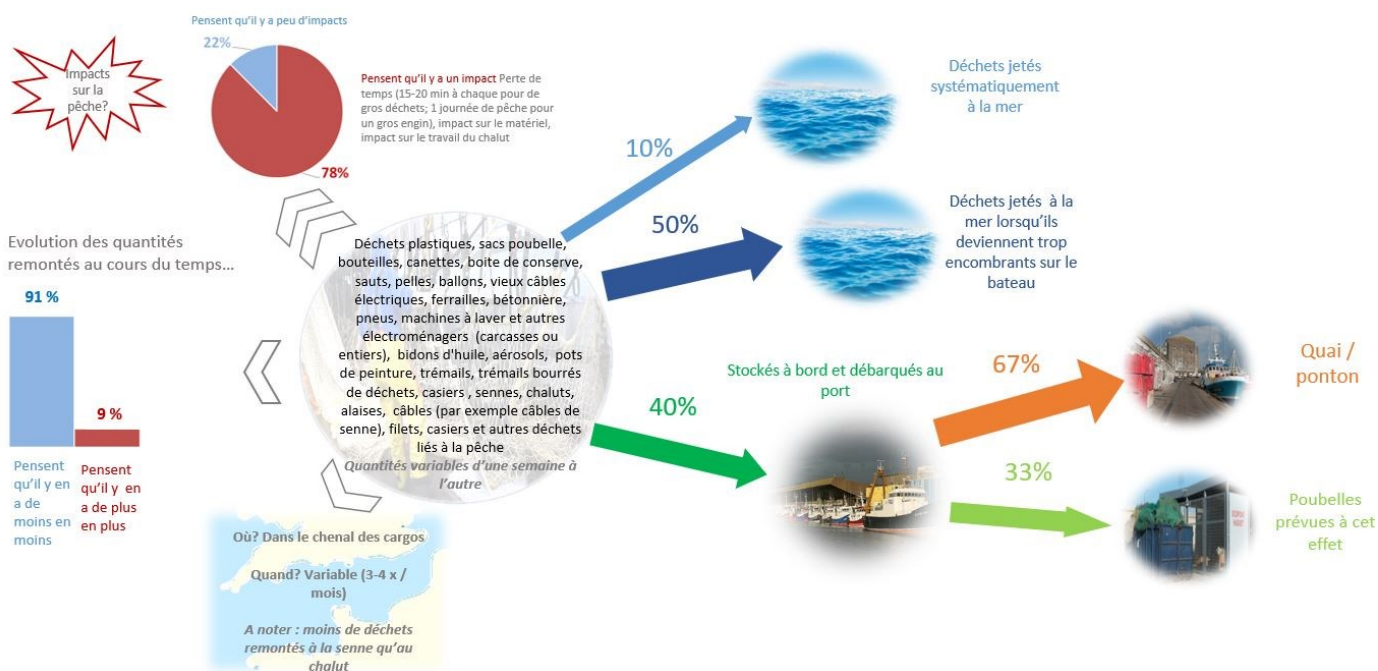 Pensent qu'il y a peu d'impacts
22%
Impacts
sur la
pêche?
Pensent qu'il y a un impact Perte de
temps (15-20 min à chaque pour de
gros déchets; 1 journée de pêche pour
un gros engin), impact sur le matériel,
impact sur le travail du chalut
78%
Evolution des quantités
remontés au cours du temps...
91 %
9 %
Pensent
qu'il y en
a de
moins en
moins
Pensent
qu'il y en
a de plus
en plus
Déchets plastiques, sacs poubelle,
bouteilles, canettes, boite de conserve,
sauts, pelles, ballons, vieux câbles
électriques, ferrailles, bétonnière,
pneus, machines à laver et autres
électroménagers (carcasses ou
entiers), bidons d'huile, aérosols, pots
de peinture, trémails, trémails bourrés
de déchets, casiers , sennes, chaluts,
alaises, câbles (par exemple câbles de
senne), filets, casiers et autres déchets
liés à la pêche
Quantités variables d'une semaine à
l'autre
Où? Dans le chenal des cargos
Quand? Variable (3-4 x /
mois)
A noter : moins de déchets
remontés à la senne qu'au
chalut
10%
Déchets jetés
systématiquement
à la mer
50%
Déchets jetés à la
mer lorsqu'ils
deviennent trop
encombrants sur le
bateau
40%
Stockés à bord et débarqués au
port
67%
Quai /
ponton
33%
Poubelles
prévues à cet
effet